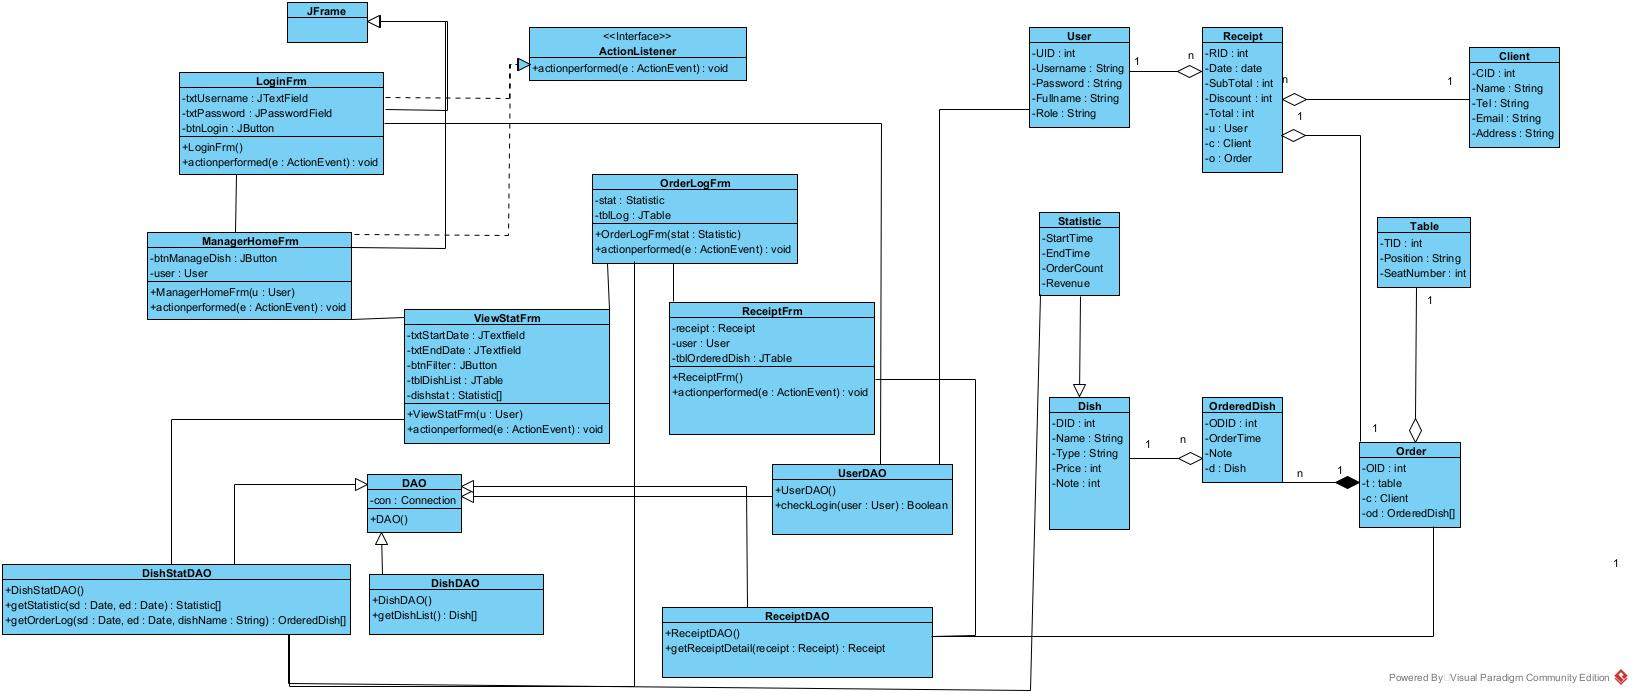 JFrame
<<Interface>>
ActionListener
+actionperformed(e : ActionEvent) : void
LoginFrm
-txtUsername : JTextField
-txtPassword : JPasswordField
-btnLogin : JButton
+LoginFrm()
+actionperformed(e : ActionEvent) : void
User
-UID : int
-Username : String
-Password : String
-Fullname : String
-Role : String
1
n
Receipt
-RID : int
-Date : date
-SubTotal : int
-Discount : int
-Total : int
-u : User
-c : Client
-o : Order
n
1
1
Client
-CID : int
-Name : String
-Tel : String
-Email : String
-Address : String
OrderLogFrm
-stat : Statistic
-tblLog : JTable
+OrderLogFrm(stat : Statistic)
+actionperformed(e : ActionEvent) : void
ManagerHomeFrm
-btnManageDish : JButton
-user : User
+ManagerHomeFrm(u : User)
+actionperformed(e : ActionEvent) : void
Statistic
-StartTime
-EndTime
-OrderCount
-Revenue
Table
-TID : int
-Position : String
-SeatNumber : int
1
ViewStatFrm
-txtStartDate : JTextfield
-txtEndDate : JTextfield
-btnFilter : JButton
-tblDishList : JTable
-dishstat : Statistic[]
+ViewStatFrm(u : User)
+actionperformed(e : ActionEvent) : void
ReceiptFrm
-receipt : Receipt
-user : User
-tblOrderedDish : JTable
+ReceiptFrm()
+actionperformed(e : ActionEvent) : void
Dish
-DID : int
-Name : String
-Type : String
-Price : int
-Note : int
1
n
OrderedDish
-ODID : int
-OrderTime
-Note
-d : Dish
n
1
1
Order
-OID : int
-t : table
-c : Client
-od : OrderedDish[]
DAO
-con : Connection
+DAO()
UserDAO
+UserDAO()
+checkLogin(user : User) : Boolean
DishStatDAO
+DishStatDAO()
+getStatistic(sd : Date, ed : Date) : Statistic[]
+getOrderLog(sd : Date, ed : Date, dishName : String) : OrderedDish[]
DishDAO
+DishDAO()
+getDishList() : Dish[]
ReceiptDAO
+ReceiptDAO()
+getReceiptDetail(receipt : Receipt) : Receipt
1
Powered By Visual Paradigm Community Edition